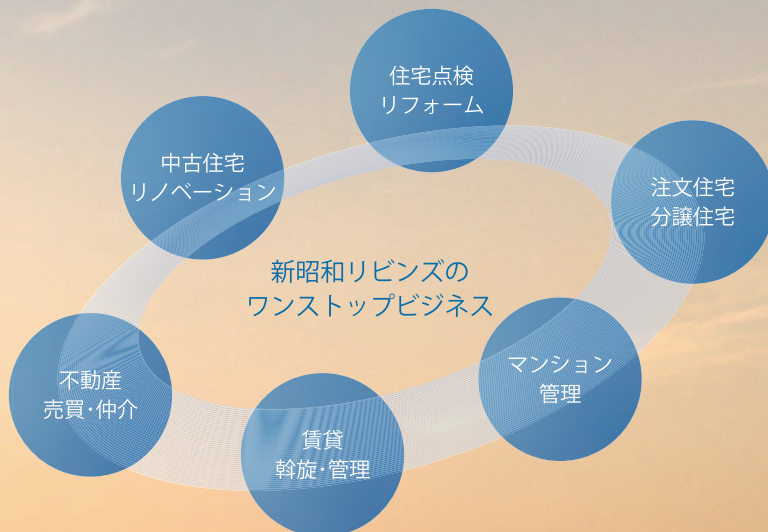 住宅点検
リフォーム
中古住宅
リノベーション
注文住宅
分譲住宅
新昭和リビンズの
ワンストップビジネス
マンション
管理
不動産
売買・仲介
賃貸
斡旋・管理